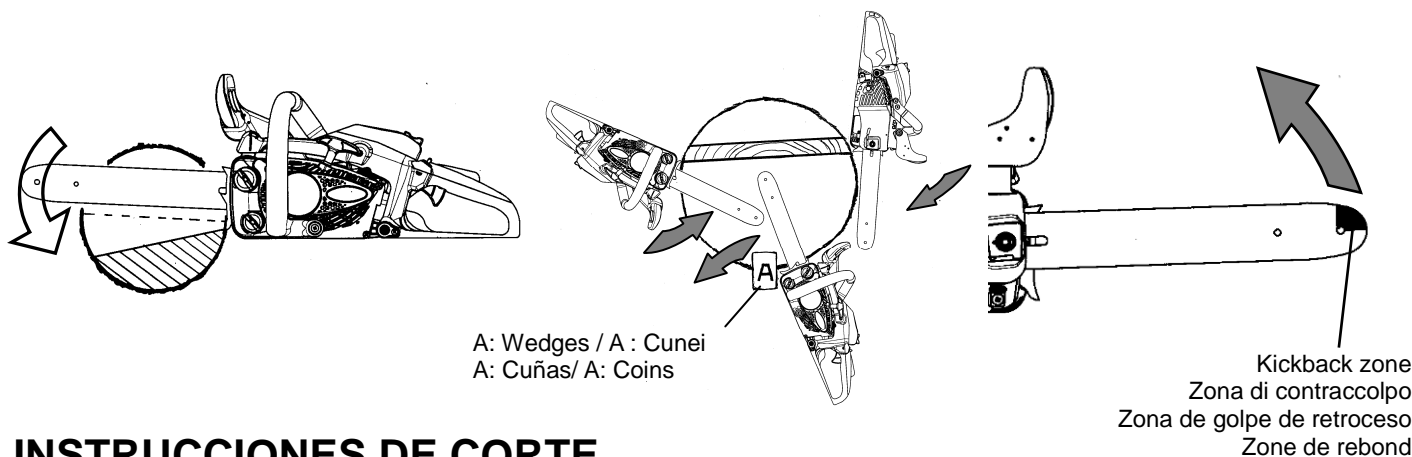 A
A: Wedges / A : Cunei
A: Cuñas/ A: Coins
Kickback zone
Zona di contraccolpo
Zona de golpe de retroceso
Zone de rebond
INSTRUCCIONES DE CORTE